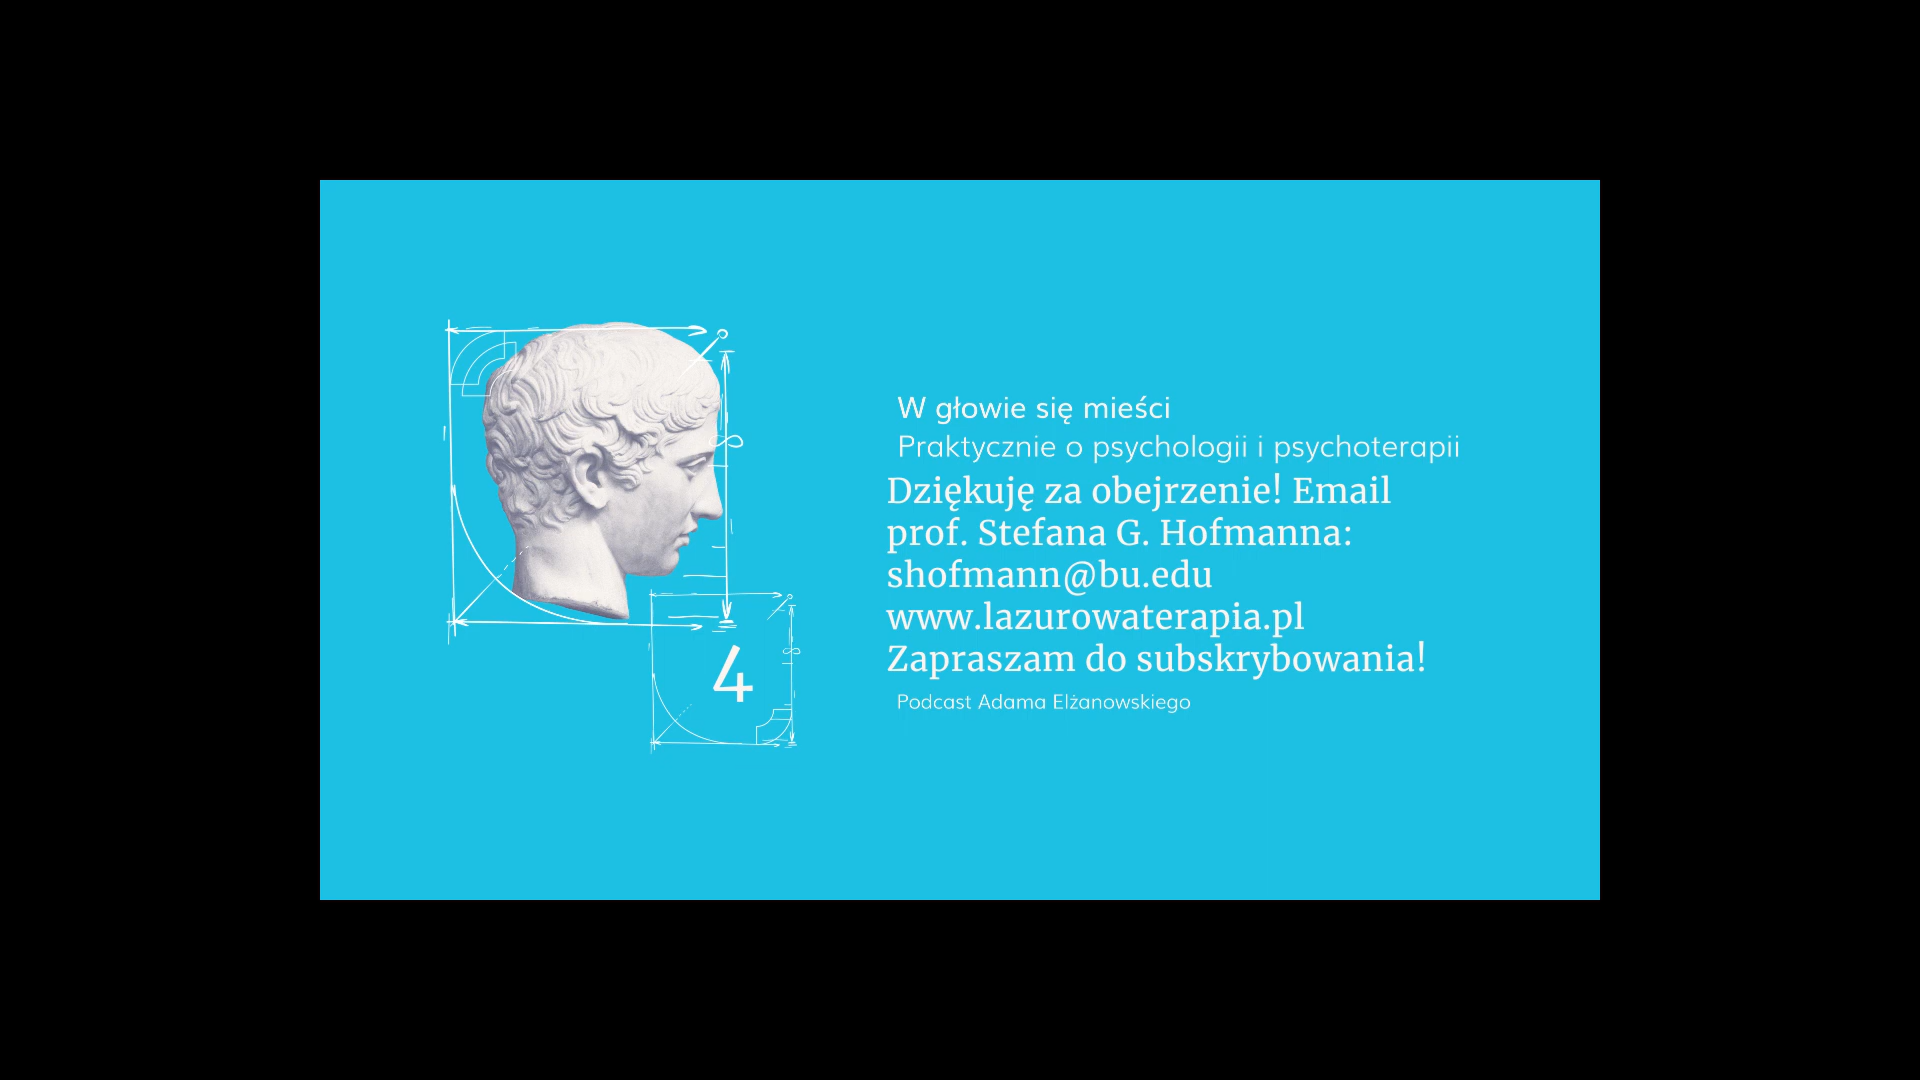 W głowie się mieści
Praktycznie o psychologii i psychoterapii
Dziękuję za obejrzenie! Email
prof. Stefana G. Hofmanna:
shofmann@bu.edu
www.lazurowaterapia.pl
Zapraszam do subskrybowania!
Podcast Adama Elżanowskiego
4